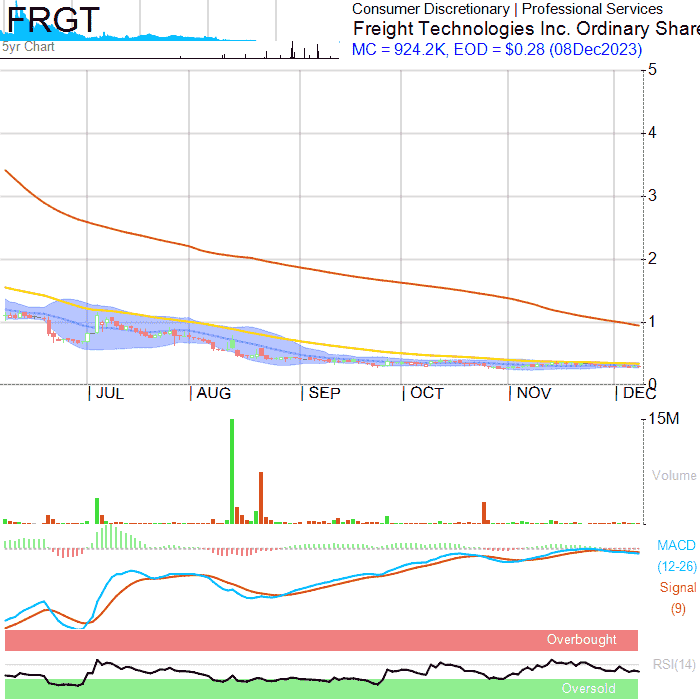 FRGT
5yr Chart
Consumer Discretionary | Professional Services
Freight Technologies Inc. Ordinary Share
MC = 924.2K, EOD = $0.28 (08Dec2023)
5
4
3
2
1
0
JUL
AUG
SEP
OCT
NOV
DEC
15M
Volume
MACD
(12-26)
Signal
(9)
Overbought
RSI(14)
Oversold